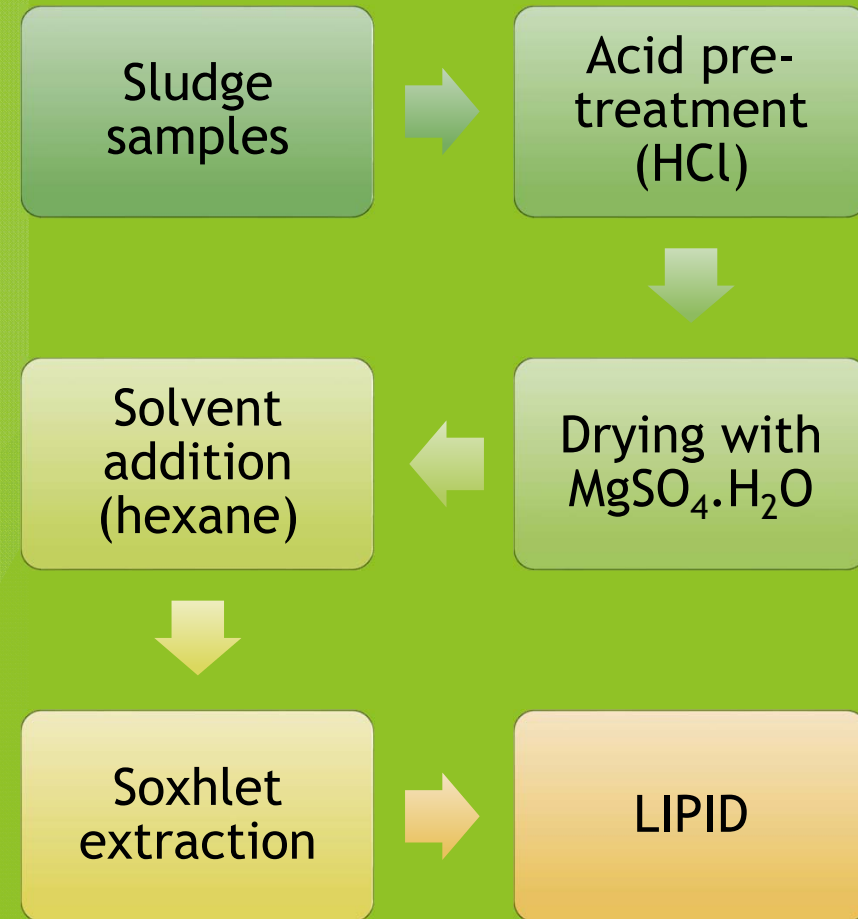 Sludge
samples
Acid pre-
treatment
(HCl)
Drying with
MgSO₄.H₂O
Solvent
addition
(hexane)
Soxhlet
extraction
LIPID